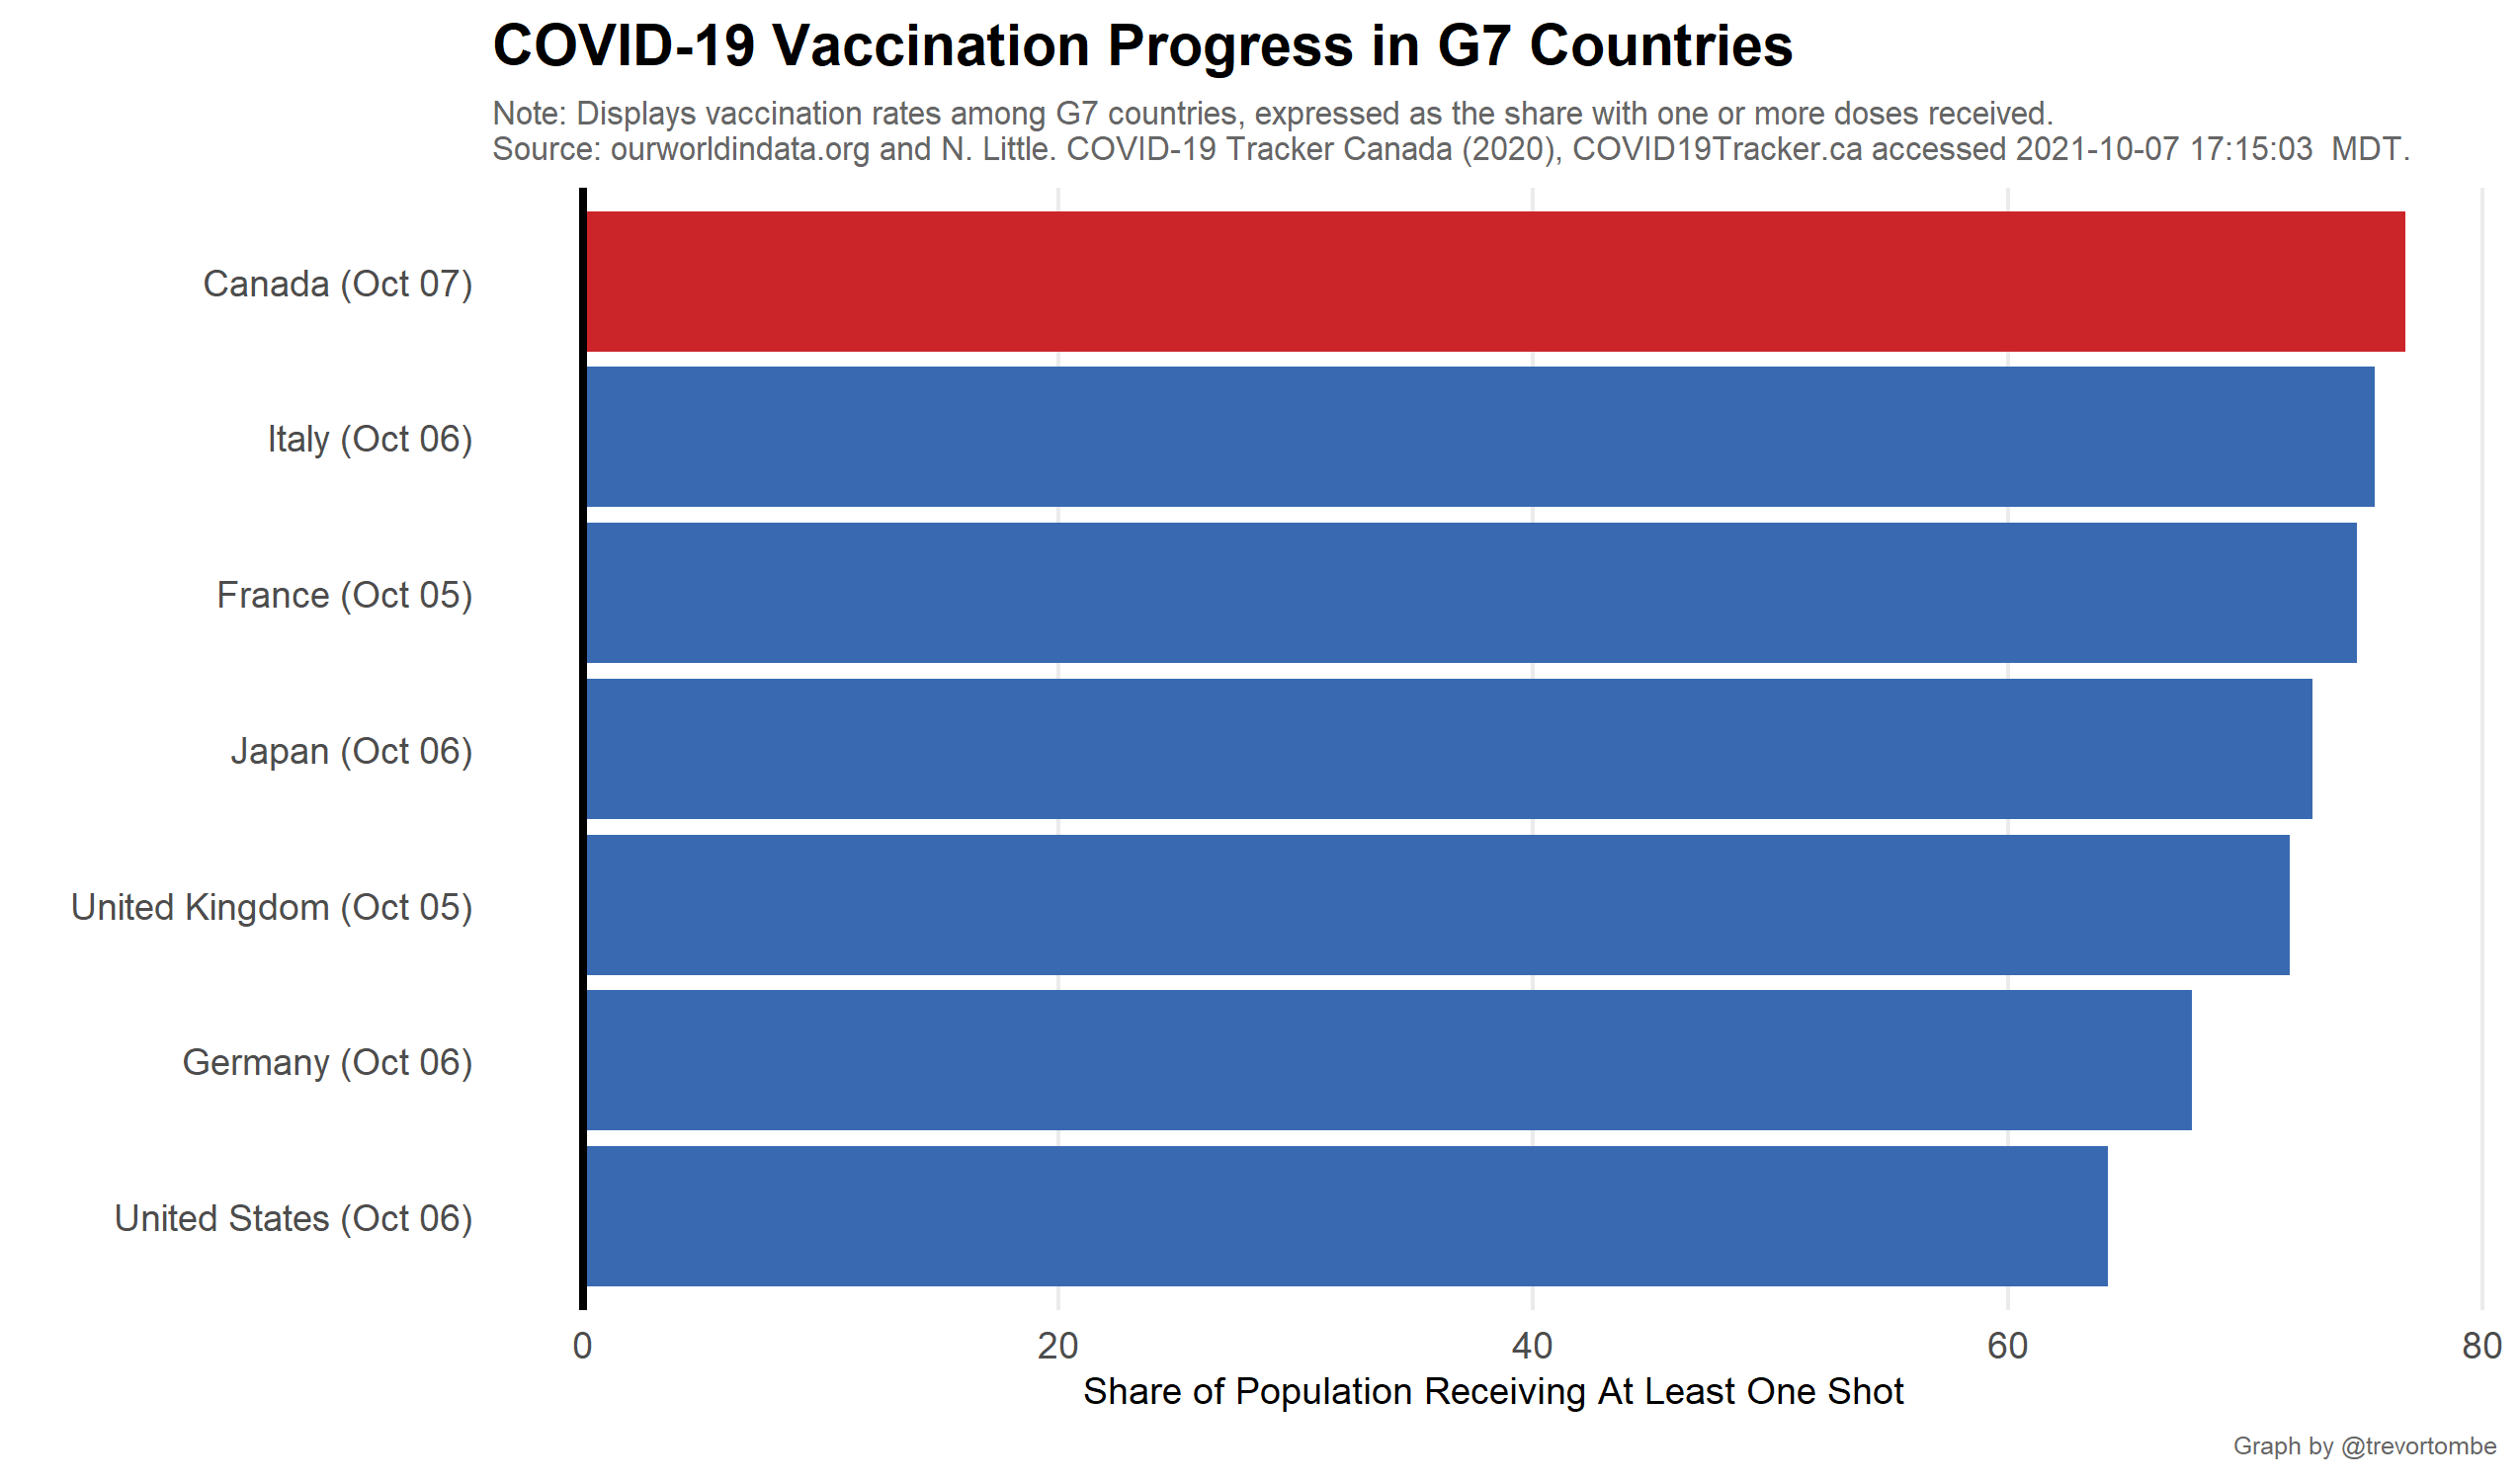 COVID-19 Vaccination Progress in G7 Countries
Note: Displays vaccination rates among G7 countries, expressed as the share with one or more doses received.
Source: ourworldindata.org and N. Little. COVID-19 Tracker Canada (2020), COVID19Tracker.ca accessed 2021-10-07 17:15:03  MDT.
Canada (Oct 07)
Italy (Oct 06)
France (Oct 05)
Japan (Oct 06)
United Kingdom (Oct 05)
Germany (Oct 06)
United States (Oct 06)
0 20 40 60 80
Share of Population Receiving At Least One Shot
Graph by @trevortombe